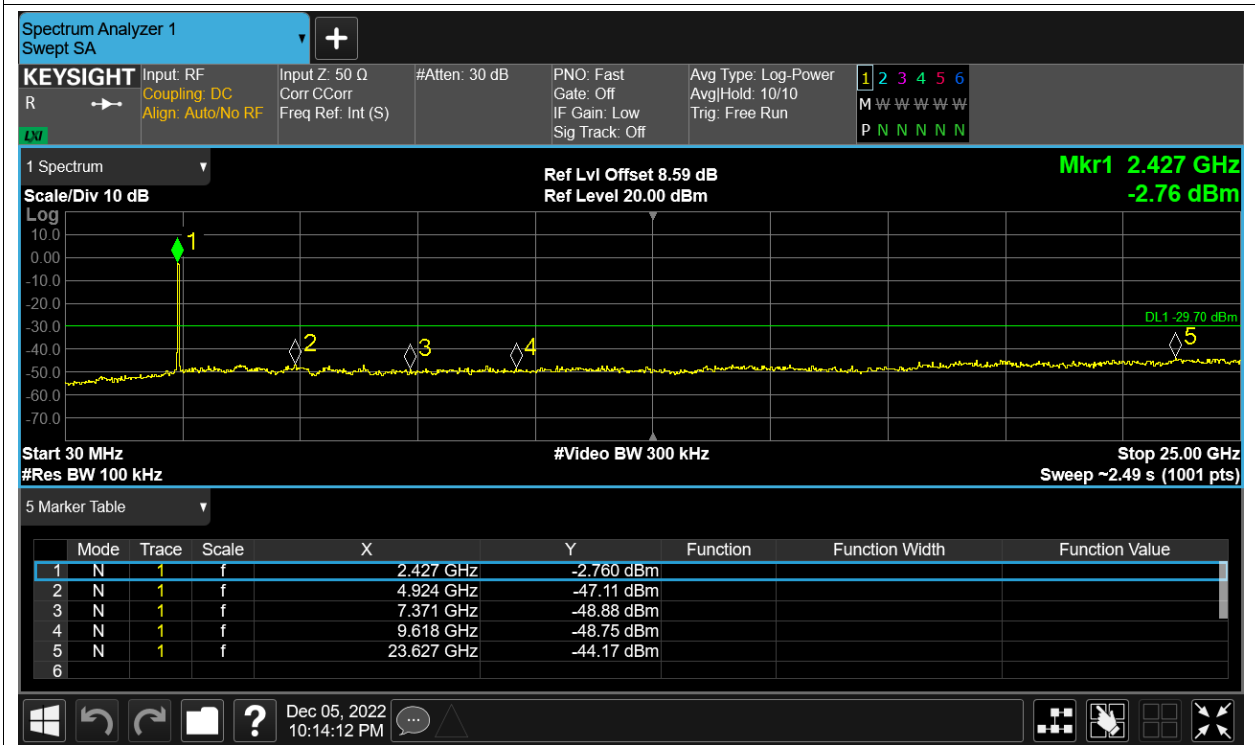 Spectrum Analyzer 1
Swept SA
+
KEYSIGHT
R
LXI
Input: RF
Coupling: DC
Align: Auto/No RF
Input Z: 50 Ω
Corr CCorr
Freq Ref: Int (S)
#Atten: 30 dB
PNO: Fast
Gate: Off
IF Gain: Low
Sig Track: Off
Avg Type: Log-Power
Avg|Hold: 10/10
Trig: Free Run
1 2 3 4 5 6
M W W W W W
P N N N N N
1 Spectrum
Scale/Div 10 dB
Ref Lvl Offset 8.59 dB
Ref Level 20.00 dBm
Mkr1 2.427 GHz
-2.76 dBm
Log
10.0
0.00
-10.0
-20.0
-30.0
-40.0
-50.0
-60.0
-70.0
1
2
3
4
5
DL1 -29.70 dBm
Start 30 MHz
#Video BW 300 kHz
Stop 25.00 GHz
#Res BW 100 kHz
Sweep ~2.49 s (1001 pts)
5 Marker Table
Mode Trace Scale X Y Function Function Width Function Value
1 N 1 f 2.427 GHz -2.760 dBm
2 N 1 f 4.924 GHz -47.11 dBm
3 N 1 f 7.371 GHz -48.88 dBm
4 N 1 f 9.618 GHz -48.75 dBm
5 N 1 f 23.627 GHz -44.17 dBm
6
?
Dec 05, 2022
10:14:12 PM